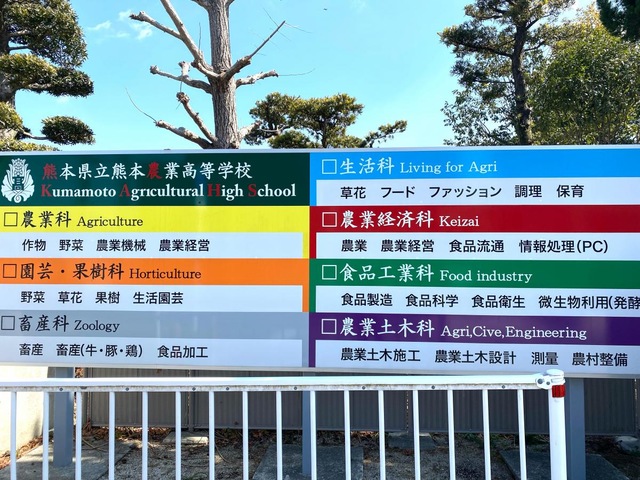 熊本県立熊本農業高等学校
Kumamoto Agricultural High School
□農業科 Agriculture
作物 野菜 農業機械 農業経営
□園芸・果樹科 Horticulture
野菜 草花 果樹 生活園芸
□畜産科 Zoology
畜産 畜産(牛・豚・鶏) 食品加工
□生活科 Living for Agri
草花 フード ファッション 調理 保育
□農業経済科 Keizai
農業 農業経営 食品流通 情報処理(PC)
□食品工業科 Food industry
食品製造 食品科学 食品衛生 微生物利用(発酵
□農業土木科 Agri,Cive,Engineering
農業土木施工 農業土木設計 測量 農村整備